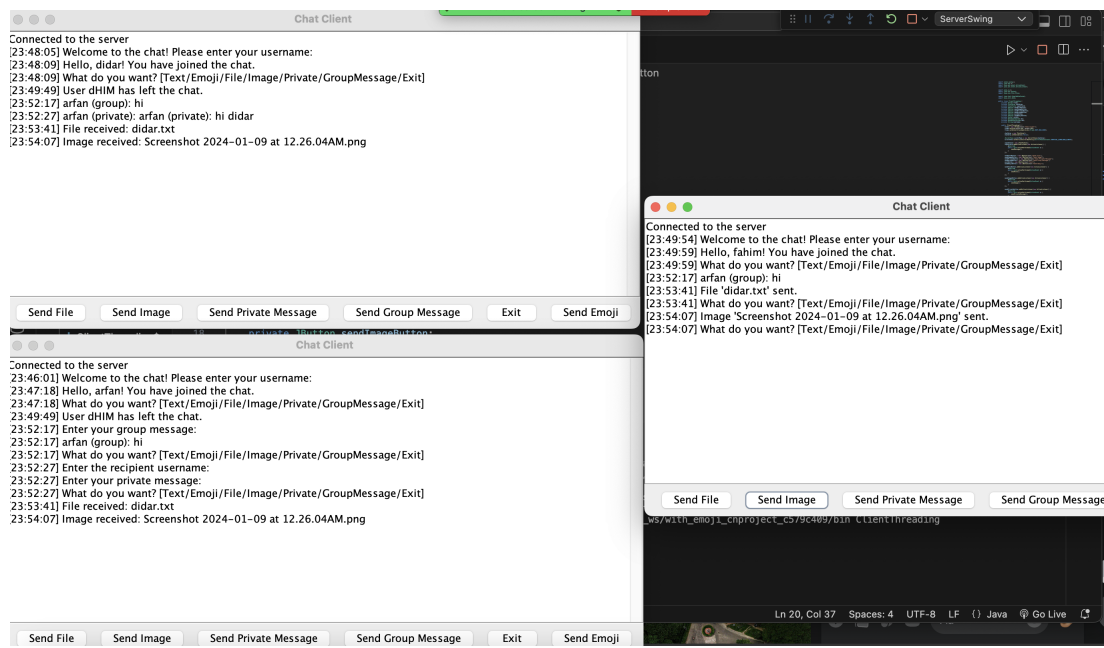 Chat Client
Connected to the server
[23:48:05] Welcome to the chat! Please enter your username:
[23:48:09] Hello, didar! You have joined the chat.
[23:48:09] What do you want? [Text/Emoji/File/Image/Private/GroupMessage/Exit]
[23:49:49] User dHIM has left the chat.
[23:52:17] arfan (group): hi
[23:52:27] arfan (private): arfan (private): hi didar
[23:53:41] File received: didar.txt
[23:54:07] Image received: Screenshot 2024-01-09 at 12.26.04AM.png
Send File Send Image Send Private Message Send Group Message Exit Send Emoji
18 private JButton sendImageButton;
Chat Client
Connected to the server
[23:46:01] Welcome to the chat! Please enter your username:
[23:47:18] Hello, arfan! You have joined the chat.
[23:47:18] What do you want? [Text/Emoji/File/Image/Private/GroupMessage/Exit]
[23:49:49] User dHIM has left the chat.
[23:52:17] Enter your group message:
[23:52:17] arfan (group): hi
[23:52:17] What do you want? [Text/Emoji/File/Image/Private/GroupMessage/Exit]
[23:52:27] Enter the recipient username:
[23:52:27] Enter your private message:
[23:52:27] What do you want? [Text/Emoji/File/Image/Private/GroupMessage/Exit]
[23:53:41] File received: didar.txt
[23:54:07] Image received: Screenshot 2024-01-09 at 12.26.04AM.png
Send File Send Image Send Private Message Send Group Message Exit Send Emoji
ServerSwing
tton
Chat Client
Connected to the server
[23:49:54] Welcome to the chat! Please enter your username:
[23:49:59] Hello, fahim! You have joined the chat.
[23:49:59] What do you want? [Text/Emoji/File/Image/Private/GroupMessage/Exit]
[23:52:17] arfan (group): hi
[23:53:41] File 'didar.txt' sent.
[23:53:41] What do you want? [Text/Emoji/File/Image/Private/GroupMessage/Exit]
[23:54:07] Image 'Screenshot 2024-01-09 at 12.26.04AM.png' sent.
[23:54:07] What do you want? [Text/Emoji/File/Image/Private/GroupMessage/Exit]
Send File Send Image Send Private Message Send Group Message
_ws/with_emoji_cnproject_c579c409/bin ClientThreading
Ln 20, Col 37 Spaces: 4 UTF-8 LF {} Java Go Live